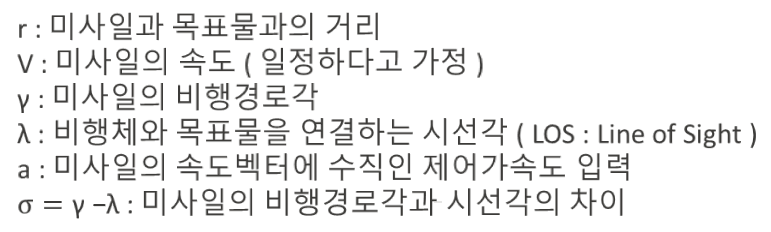 r : 미사일과 목표물과의 거리
V : 미사일의 속도 ( 일정하다고 가정 )
γ : 미사일의 비행경로각
λ : 비행체와 목표물을 연결하는 시선각 ( LOS : Line of Sight )
a : 미사일의 속도벡터에 수직인 제어가속도 입력
σ = γ –λ : 미사일의 비행경로각과 시선각의 차이